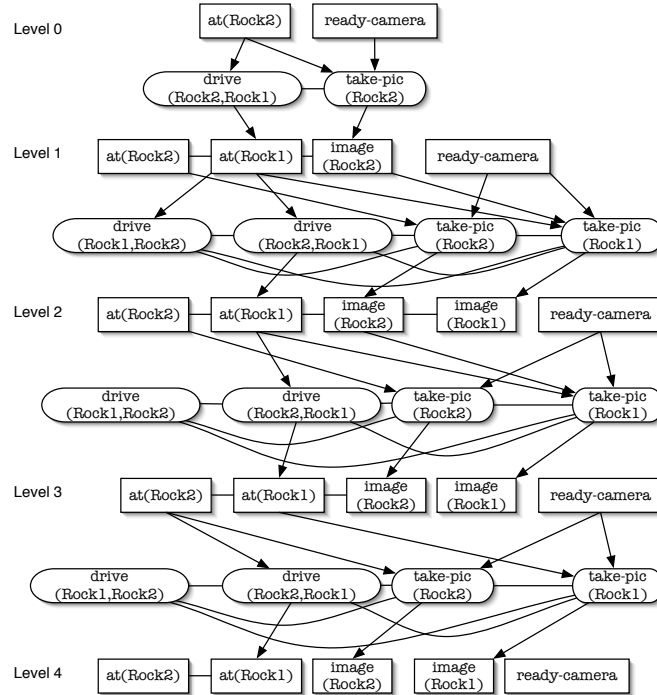 Level 0
at(Rock2)
ready-camera
drive
(Rock2,Rock1)
take-pic
(Rock2)
Level 1
at(Rock2)
at(Rock1)
image
(Rock2)
ready-camera
drive
(Rock1,Rock2)
drive
(Rock2,Rock1)
take-pic
(Rock2)
take-pic
(Rock1)
Level 2
at(Rock2)
at(Rock1)
image
(Rock2)
image
(Rock1)
ready-camera
drive
(Rock1,Rock2)
drive
(Rock2,Rock1)
take-pic
(Rock2)
take-pic
(Rock1)
Level 3
at(Rock2)
at(Rock1)
image
(Rock2)
image
(Rock1)
ready-camera
drive
(Rock1,Rock2)
drive
(Rock2,Rock1)
take-pic
(Rock2)
take-pic
(Rock1)
Level 4
at(Rock2)
at(Rock1)
image
(Rock2)
image
(Rock1)
ready-camera